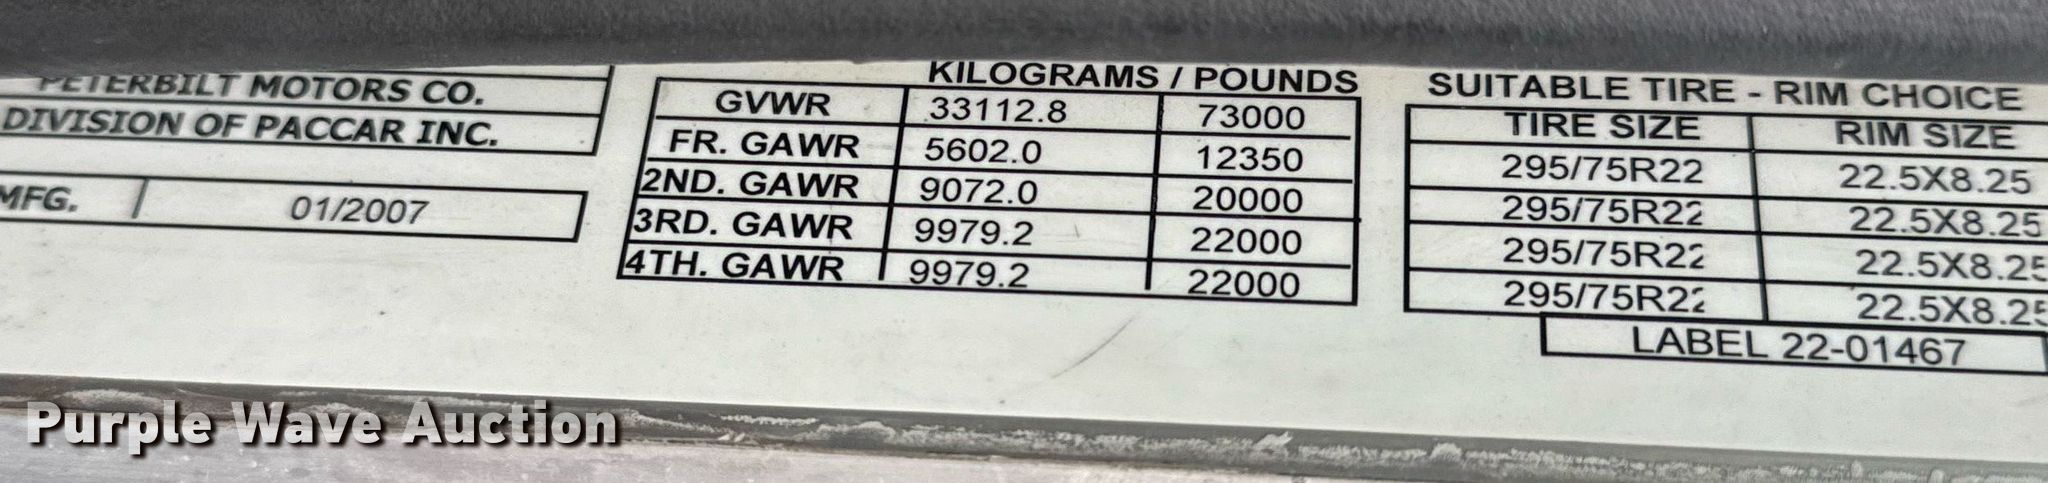 PETERBILT MOTORS CO.
DIVISION OF PACCAR INC.
MFG. 01/2007
KILOGRAMS / POUNDS
GVWR 33112.8 73000
FR. GAWR 5602.0 12350
2ND. GAWR 9072.0 20000
3RD. GAWR 9979.2 22000
4TH. GAWR 9979.2 22000
SUITABLE TIRE - RIM CHOICE
TIRE SIZE RIM SIZE
295/75R22 22.5X8.25
295/75R22 22.5X8.25
295/75R22 22.5X8.25
295/75R22 22.5X8.25
LABEL 22-01467
Purple Wave Auction